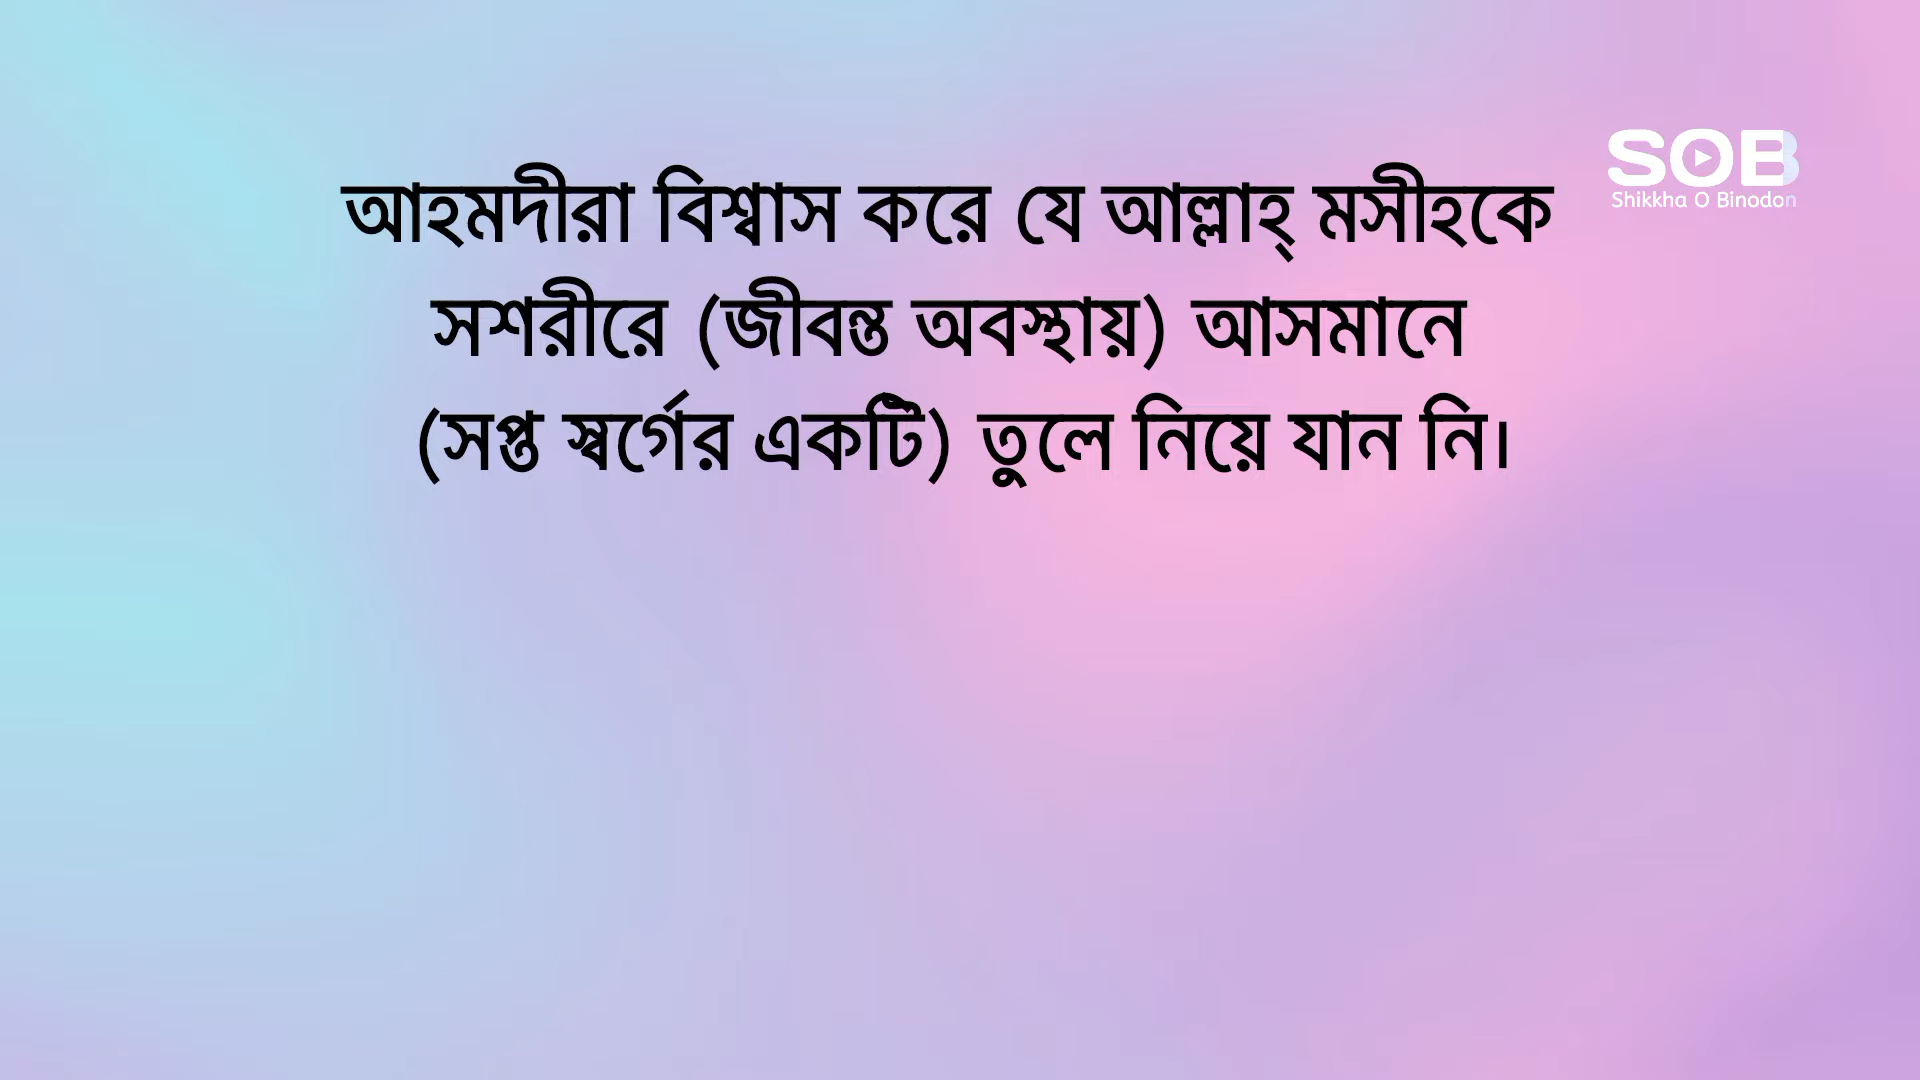 আহমদীরা বিশ্বাস করে যে আল্লাহ্ মসীহকে
সশরীরে (জীবন্ত অবস্থায়) আসমানে
(সপ্ত স্বর্গের একটি) তুলে নিয়ে যান নি।
SOB
Shikkha O Binodon